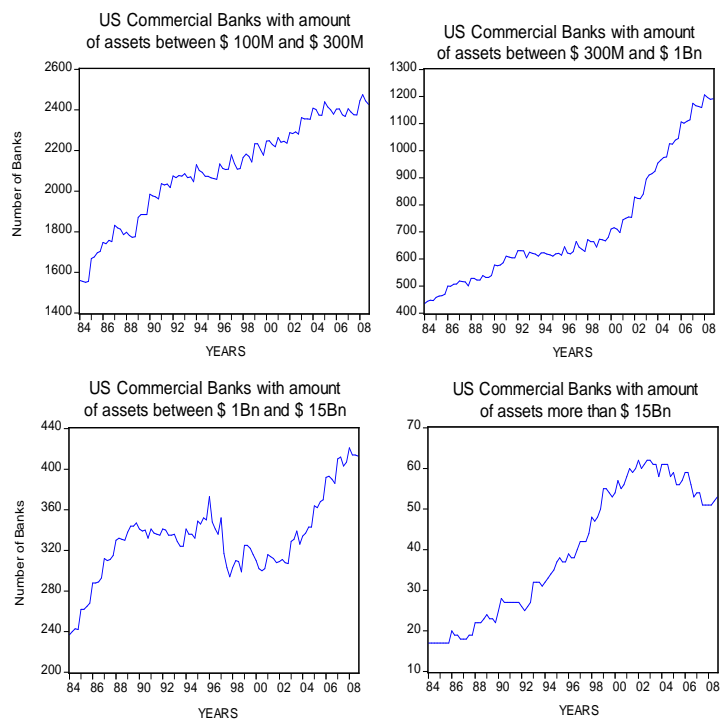 US Commercial Banks with amount
of assets between $ 100M and $ 300M
2600
2400
2200
2000
1800
1600
1400
Number of Banks
84 86 88 90 92 94 96 98 00 02 04 06 08
YEARS
US Commercial Banks with amount
of assets between $ 300M and $ 1Bn
1300
1200
1100
1000
900
800
700
600
500
400
84 86 88 90 92 94 96 98 00 02 04 06 08
YEARS
US Commercial Banks with amount
of assets between $ 1Bn and $ 15Bn
440
400
360
320
280
240
200
Number of Banks
84 86 88 90 92 94 96 98 00 02 04 06 08
YEARS
US Commercial Banks with amount
of assets more than $ 15Bn
70
60
50
40
30
20
10
84 86 88 90 92 94 96 98 00 02 04 06 08
YEARS